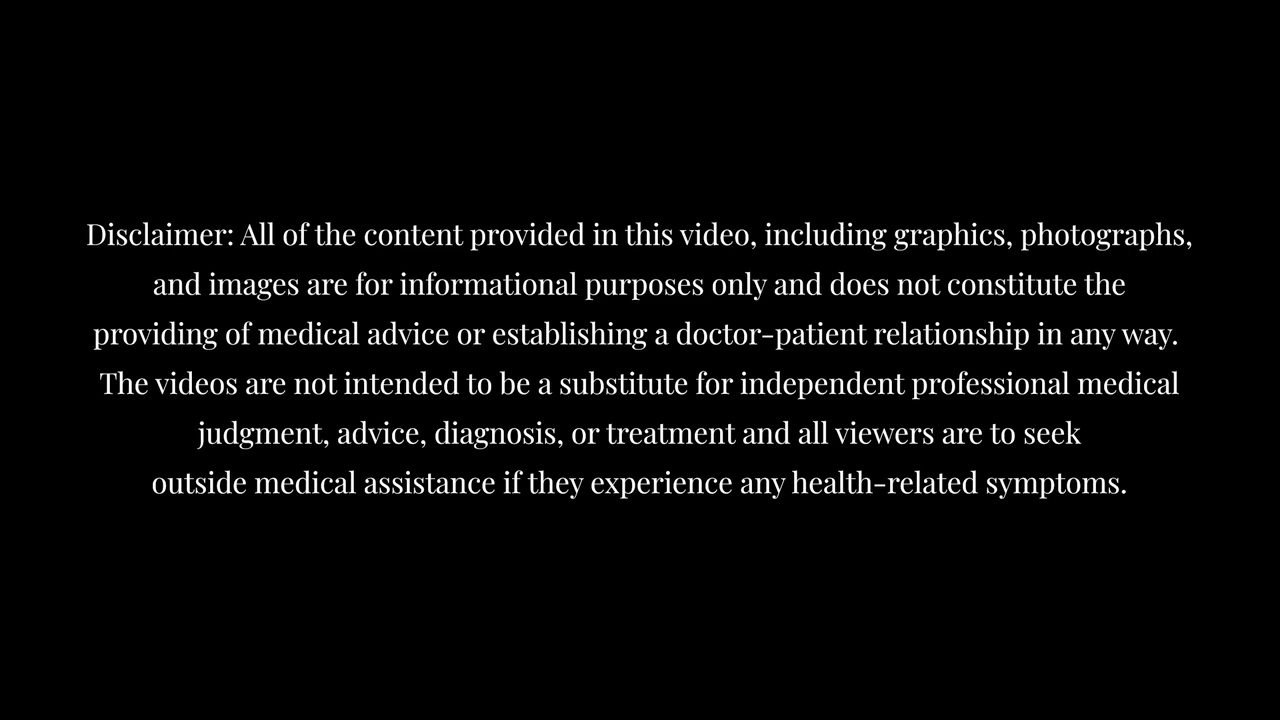 Disclaimer: All of the content provided in this video, including graphics, photographs,
and images are for informational purposes only and does not constitute the
providing of medical advice or establishing a doctor-patient relationship in any way.
The videos are not intended to be a substitute for independent professional medical
judgment, advice, diagnosis, or treatment and all viewers are to seek
outside medical assistance if they experience any health-related symptoms.